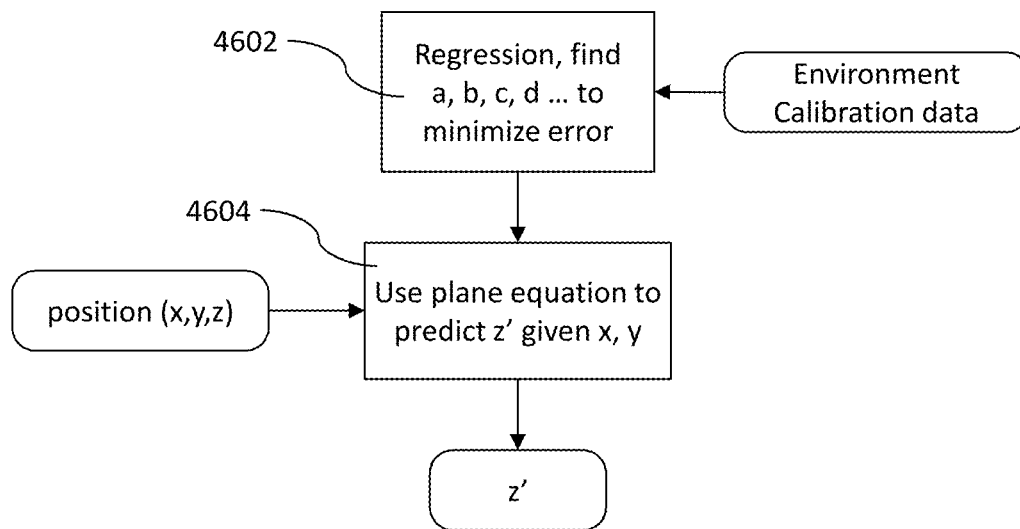 4602
Regression, find
a, b, c, d ... to
minimize error
Environment
Calibration data
4604
position (x,y,z)
Use plane equation to
predict z' given x, y
z'